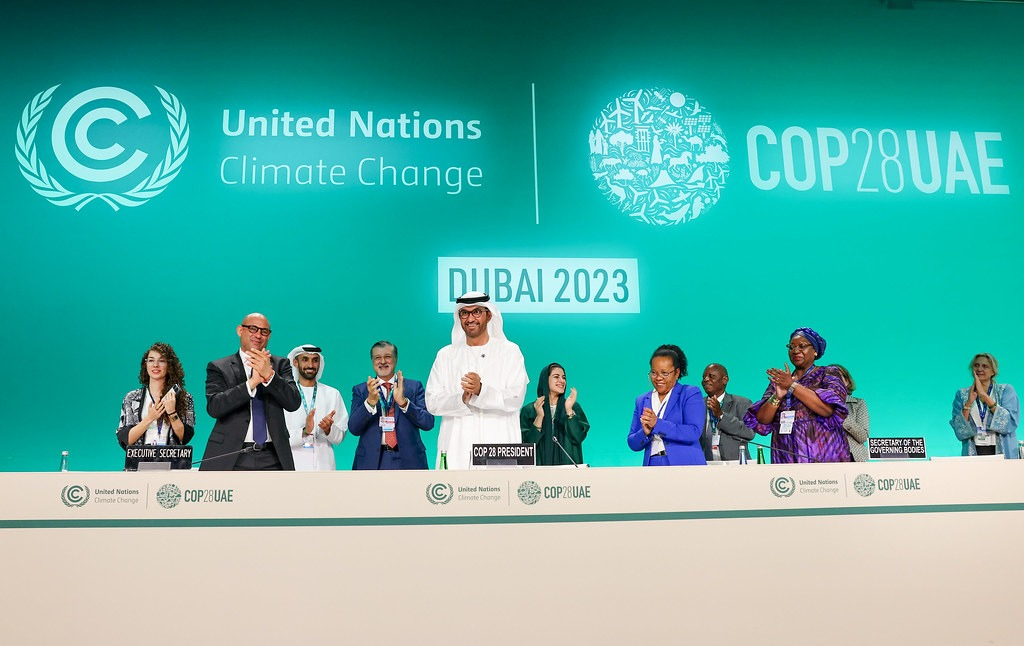 United Nations
Climate Change
COP28UAE
DUBAI 2023
EXECUTIVE SECRETARY
COP 28 PRESIDENT
SECRETARY OF THE
GOVERNING BODIES
United Nations
Climate Change
COP28UAE
United Nations
Climate Change
COP28UAE
United Nations
Climate Change
COP28UAE